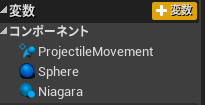 変数
+ 変数
コンポーネント
ProjectileMovement
Sphere
Niagara